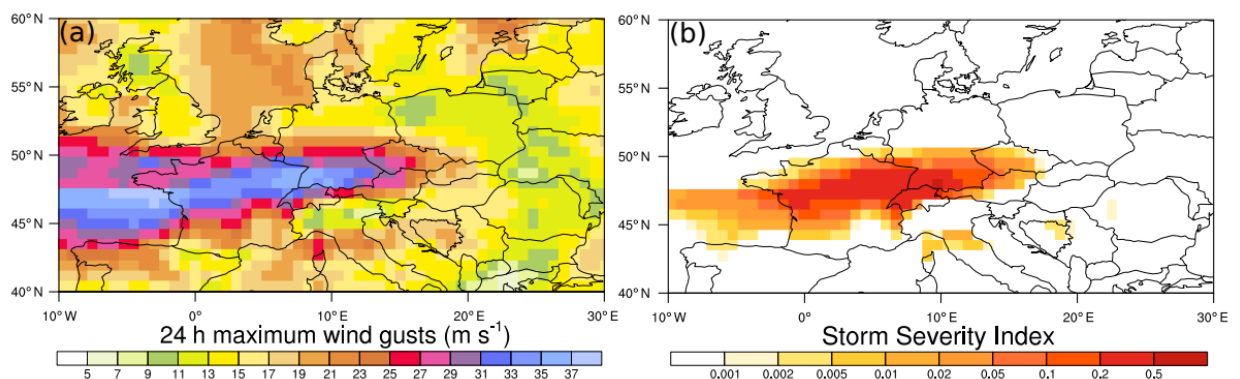 (a)
60° N
55° N
50° N
45° N
40° N
10° W 0° 10° E 20° E 30° E
24 h maximum wind gusts (m s⁻¹)
5 7 9 11 13 15 17 19 21 23 25 27 29 31 33 35 37
(b)
60° N
55° N
50° N
45° N
40° N
10° W 0° 10° E 20° E 30° E
Storm Severity Index
0.001 0.002 0.005 0.01 0.02 0.05 0.1 0.2 0.5